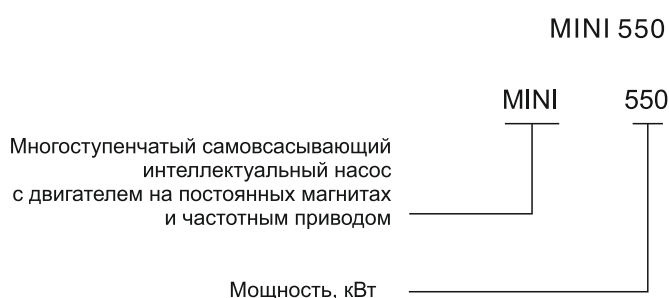 MINI 550
MINI 550
Многоступенчатый самовсасывающий
интеллектуальный насос
с двигателем на постоянных магнитах
и частотным приводом
Мощность, кВт